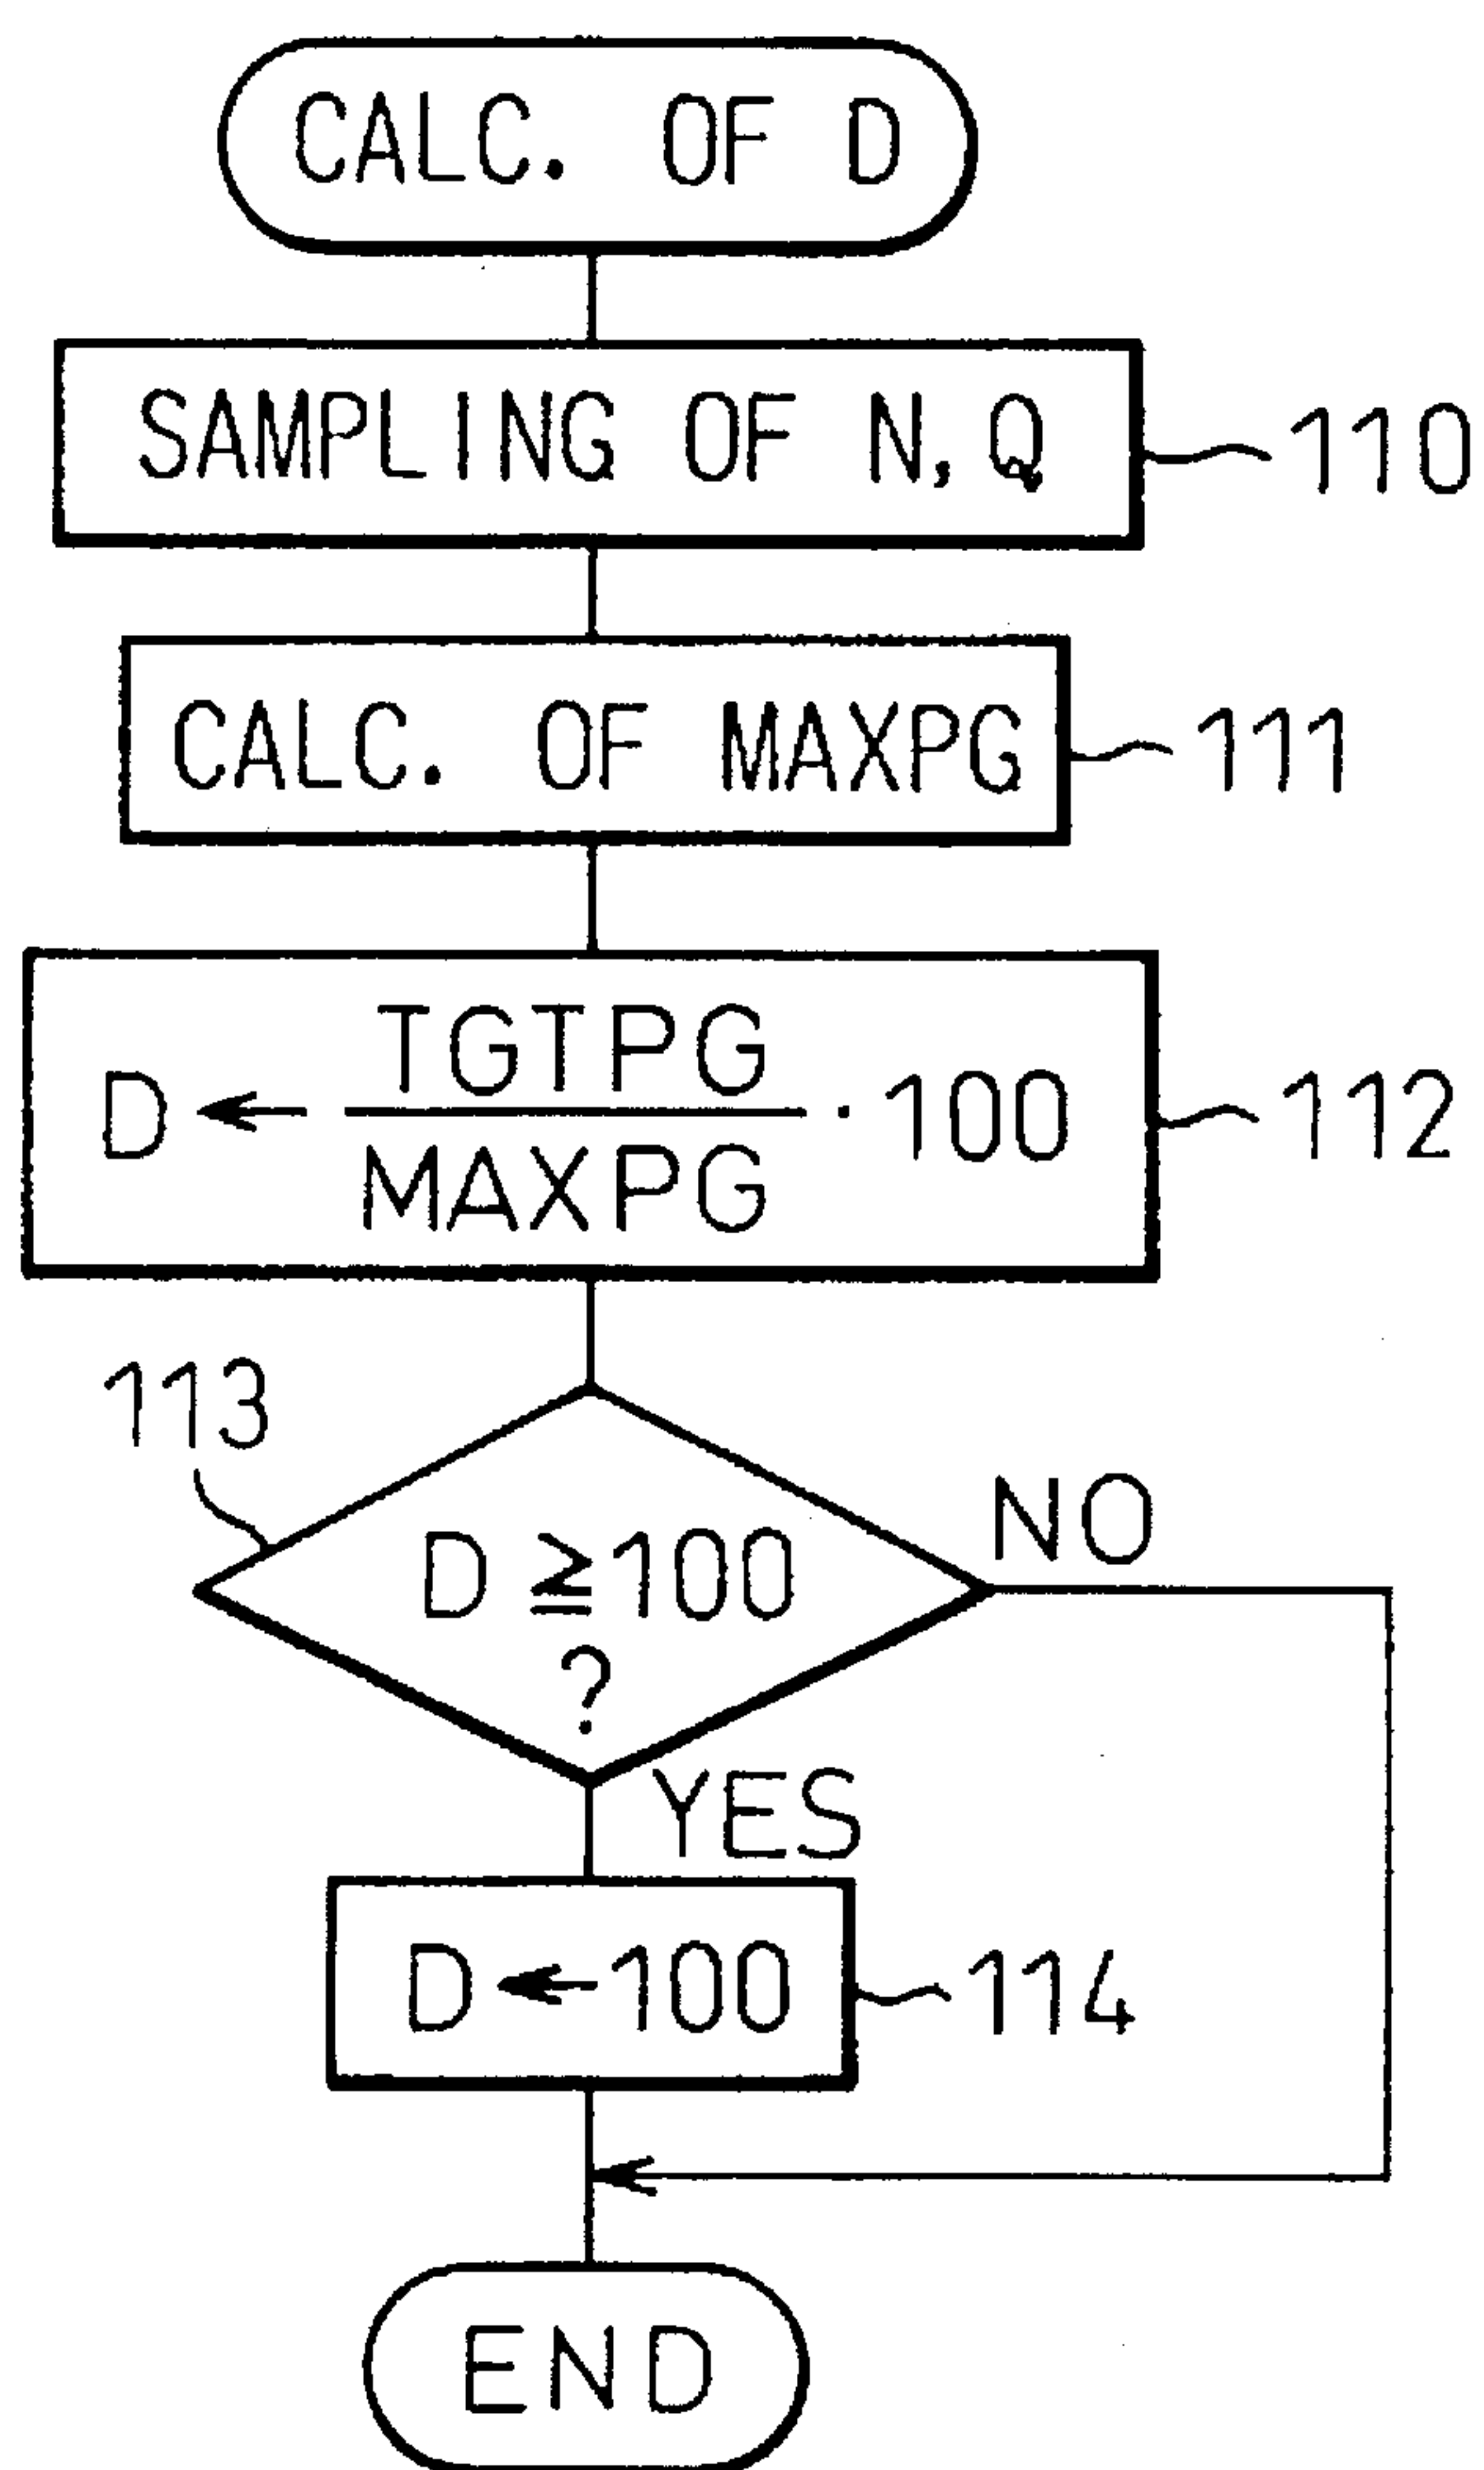 CALC. OF D
SAMPLING OF N, Q
110
CALC. OF MAXPG
111
D ← TGTPG / MAXPG · 100
112
113
D ≧ 100
?
NO
YES
D ← 100
114
END